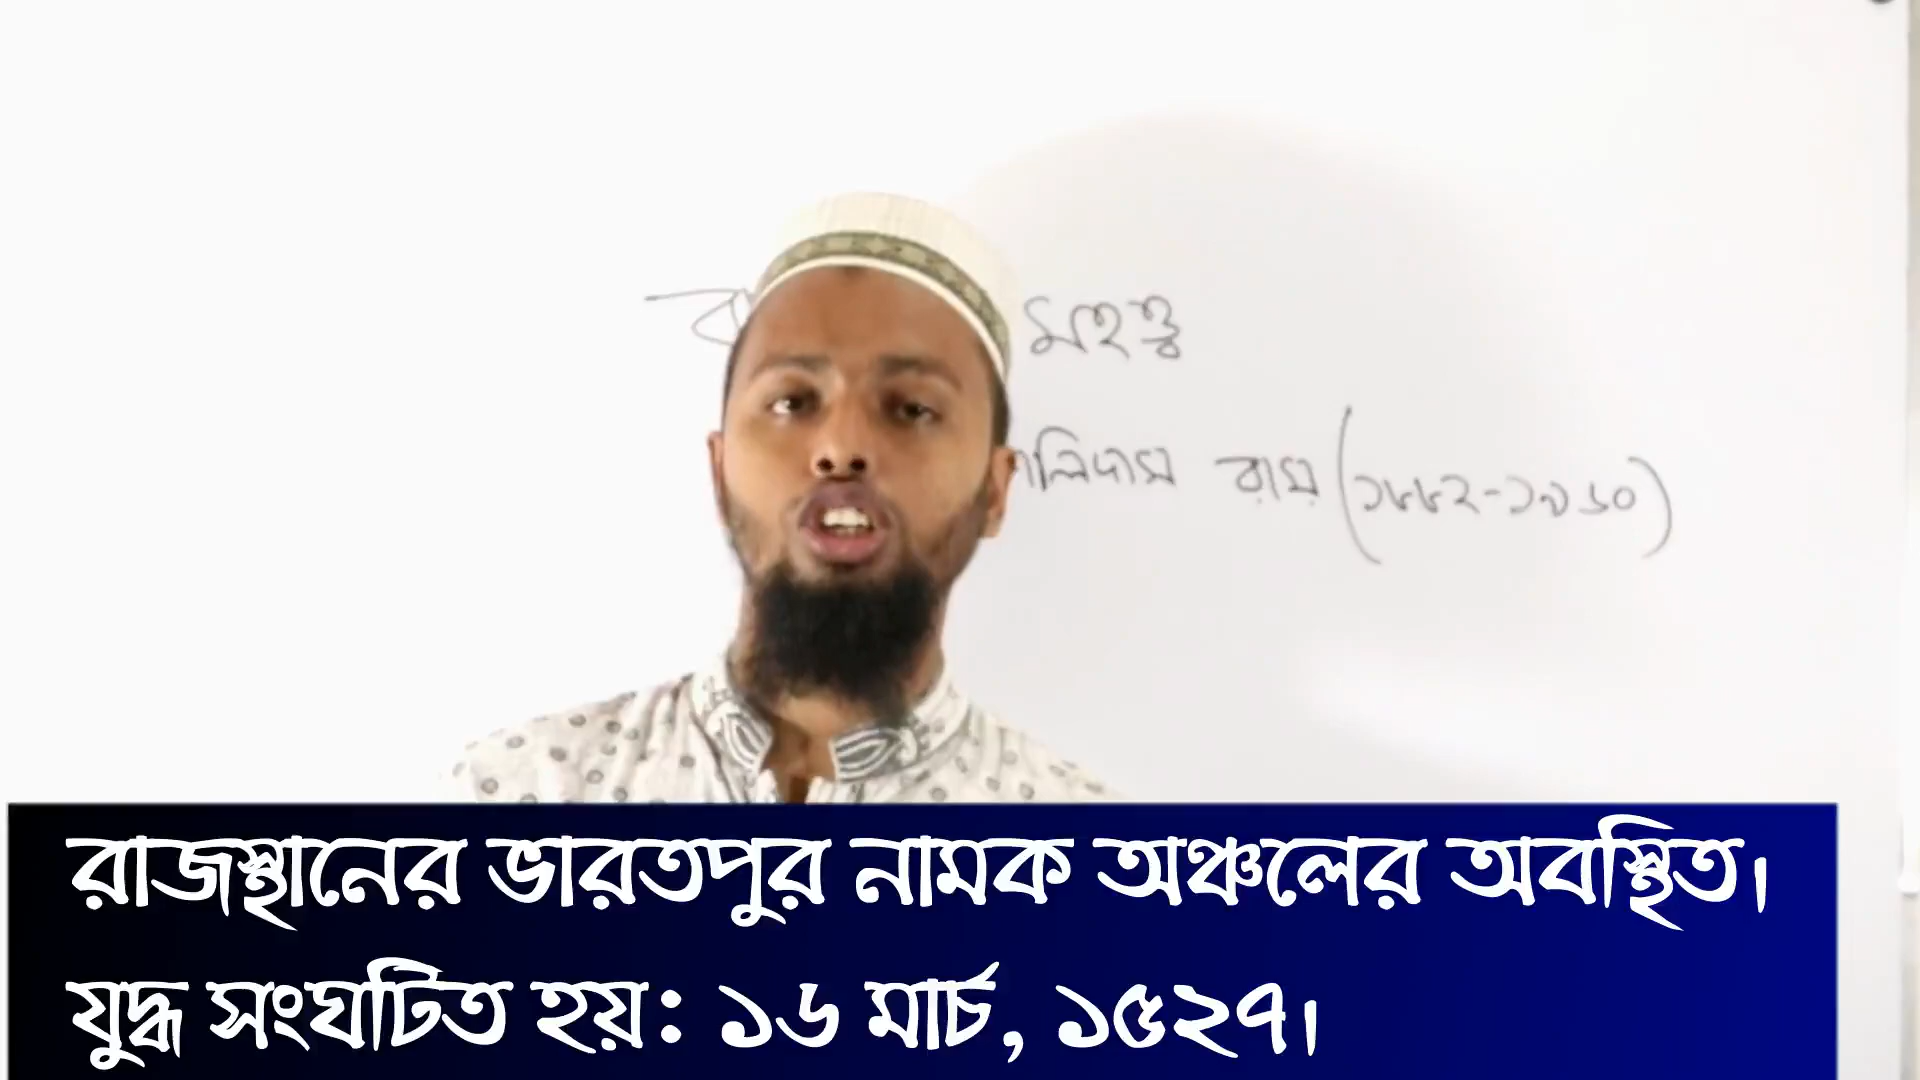 মহত্ত্ব
লিদাস রায় (১৮৮২-১৯১০)
রাজস্থানের ভারতপুর নামক অঞ্চলের অবস্থিত।
যুদ্ধ সংঘটিত হয়: ১৬ মার্চ, ১৫২৭।